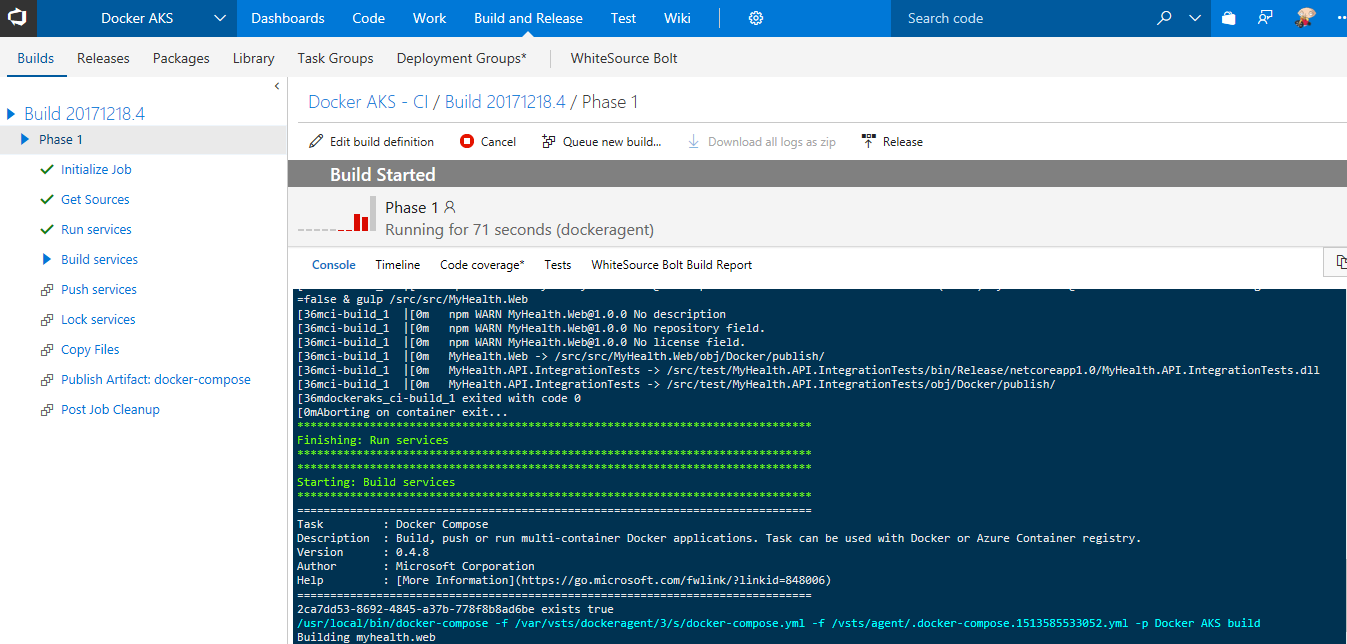 Docker AKS
Dashboards Code Work Build and Release Test Wiki
Search code
Builds Releases Packages Library Task Groups Deployment Groups* WhiteSource Bolt
Build 20171218.4
Phase 1
Initialize Job
Get Sources
Run services
Build services
Push services
Lock services
Copy Files
Publish Artifact: docker-compose
Post Job Cleanup
Docker AKS - CI / Build 20171218.4 / Phase 1
Edit build definition Cancel Queue new build... Download all logs as zip Release
Build Started
Phase 1
Running for 71 seconds (dockeragent)
Console Timeline Code coverage* Tests WhiteSource Bolt Build Report
=false & gulp /src/src/MyHealth.Web
[36mci-build_1 |[0m npm WARN MyHealth.Web@1.0.0 No description
[36mci-build_1 |[0m npm WARN MyHealth.Web@1.0.0 No repository field.
[36mci-build_1 |[0m npm WARN MyHealth.Web@1.0.0 No license field.
[36mci-build_1 |[0m MyHealth.Web -> /src/src/MyHealth.Web/obj/Docker/publish/
[36mci-build_1 |[0m MyHealth.API.IntegrationTests -> /src/test/MyHealth.API.IntegrationTests/bin/Release/netcoreapp1.0/MyHealth.API.IntegrationTests.dll
[36mci-build_1 |[0m MyHealth.API.IntegrationTests -> /src/test/MyHealth.API.IntegrationTests/obj/Docker/publish/
[36mdockeraks_ci-build_1 exited with code 0
[0mAborting on container exit...
******************************************************************************
Finishing: Run services
******************************************************************************
******************************************************************************
Starting: Build services
******************************************************************************
==============================================================================
Task : Docker Compose
Description : Build, push or run multi-container Docker applications. Task can be used with Docker or Azure Container registry.
Version : 0.4.8
Author : Microsoft Corporation
Help : [More Information](https://go.microsoft.com/fwlink/?linkid=848006)
==============================================================================
2ca7dd53-8692-4845-a37b-778f8b8ad6be exists true
/usr/local/bin/docker-compose -f /var/vsts/dockeragent/3/s/docker-compose.yml -f /vsts/agent/.docker-compose.1513585533052.yml -p Docker AKS build
Building myhealth.web